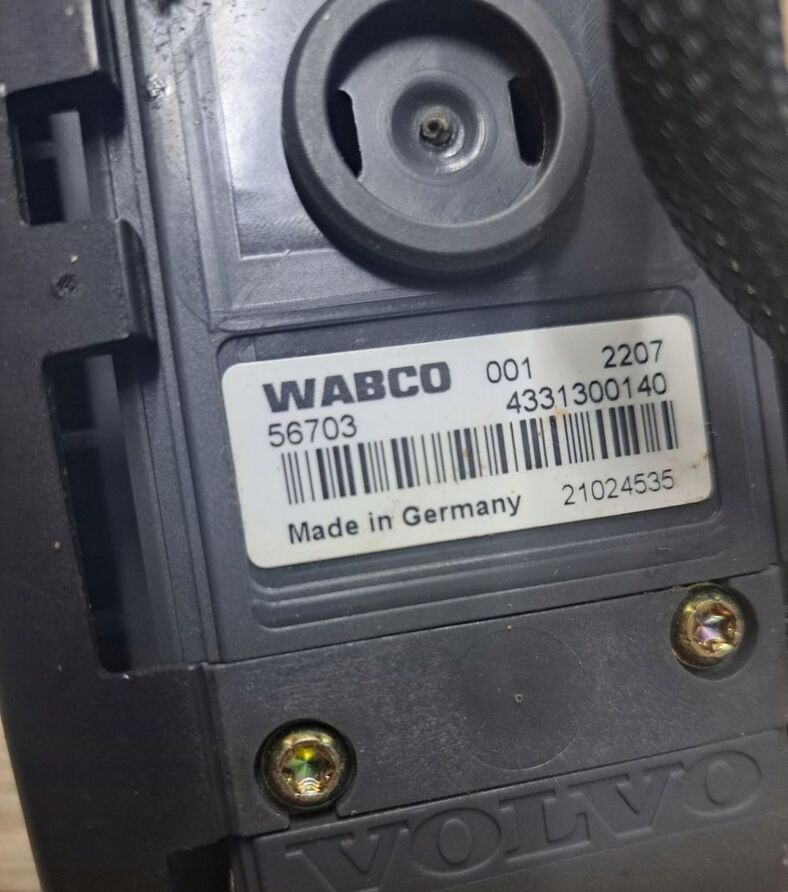 WABCO 001 2207
56703 4331300140
Made in Germany 21024535
VOLVO